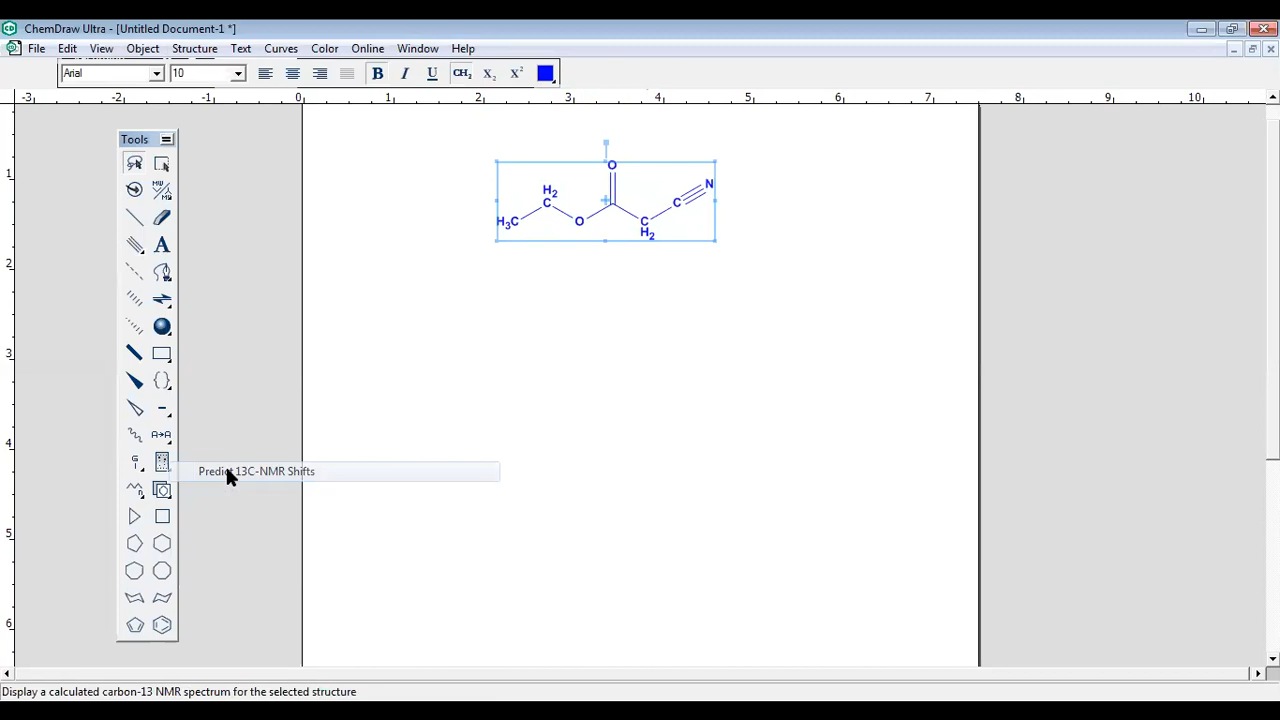 ChemDraw Ultra - [Untitled Document-1 *]
File Edit View Object Structure Text Curves Color Online Window Help
Arial 10 B I U CH2 X2 X2
-3 -2 -1 0 1 2 3 4 5 6 7 8 9 10
Tools
MW
A
A A
n
1
2
3
4
5
6
O
N
H2
C
C
H3C
O
C
H2
Predict 13C-NMR Shifts
Display a calculated carbon-13 NMR spectrum for the selected structure